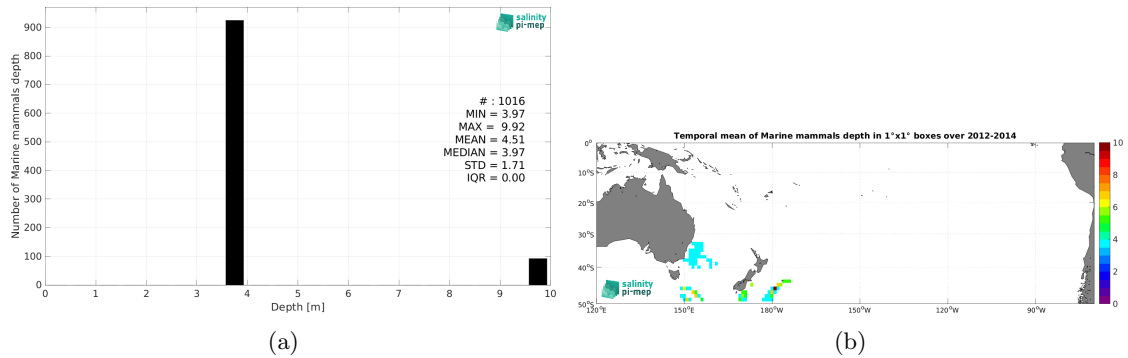 900
800
700
600
500
400
300
200
100
0
Number of Marine mammals depth
0 1 2 3 4 5 6 7 8 9 10
Depth [m]
salinity
pi-mep
# : 1016
MIN = 3.97
MAX = 9.92
MEAN = 4.51
MEDIAN = 3.97
STD = 1.71
IQR = 0.00
(a)
Temporal mean of Marine mammals depth in 1°x1° boxes over 2012-2014
0°
10°S
20°S
30°S
40°S
50°S
120°E 150°E 180°W 150°W 120°W 90°W
salinity
pi-mep
10
8
6
4
2
0
(b)